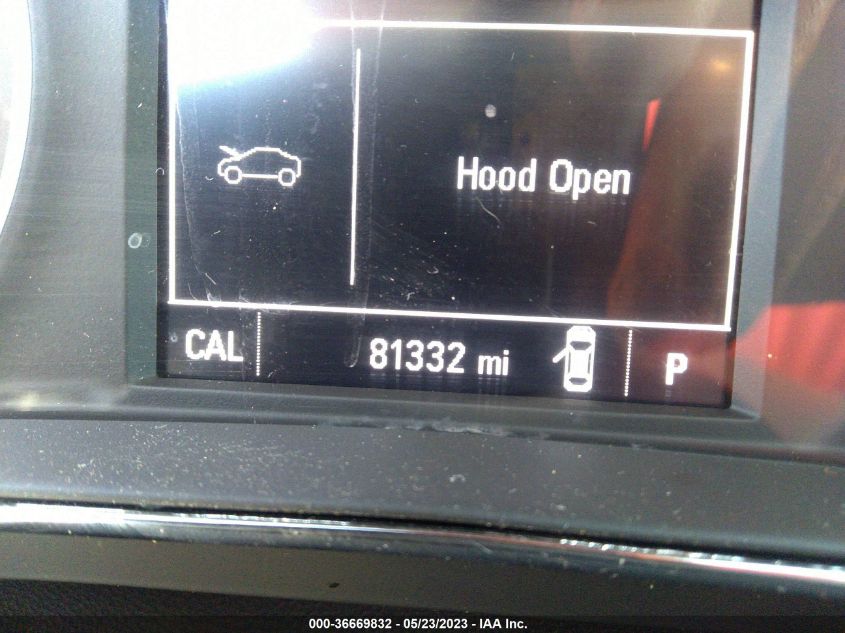 Hood Open
CAL 81332 mi P
000-36669832 - 05/23/2023 - IAA Inc.